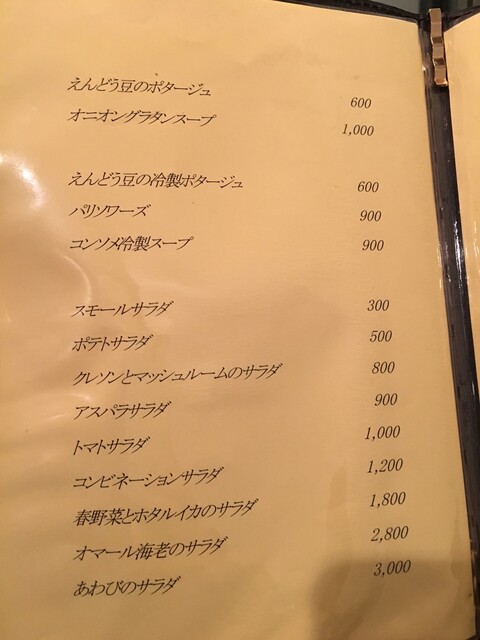 えんどう豆のポタージュ 600
オニオングラタンスープ 1,000
えんどう豆の冷製ポタージュ 600
パリソワーズ 900
コンソメ冷製スープ 900
スモールサラダ 300
ポテトサラダ 500
クレソンとマッシュルームのサラダ 800
アスパラサラダ 900
トマトサラダ 1,000
コンビネーションサラダ 1,200
春野菜とホタルイカのサラダ 1,800
オマール海老のサラダ 2,800
あわびのサラダ 3,000